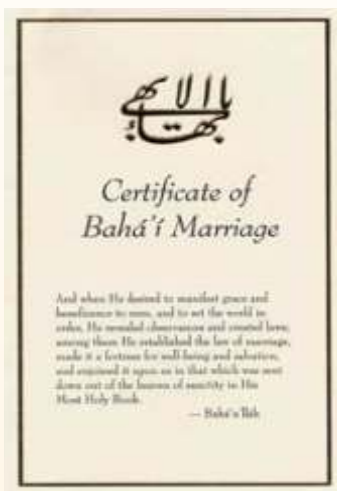 يا بهاء الابهى
Certificate of
Bahá'í Marriage
And when He desired to manifest grace and
beneficence to men, and to set the world in
order, He revealed observances and created laws;
among them He established the law of marriage,
made it a fortress for well-being and salvation,
and enjoined it upon us in that which was sent
down out of the heaven of sanctity in His
Most Holy Book.
— Bahá'u'lláh